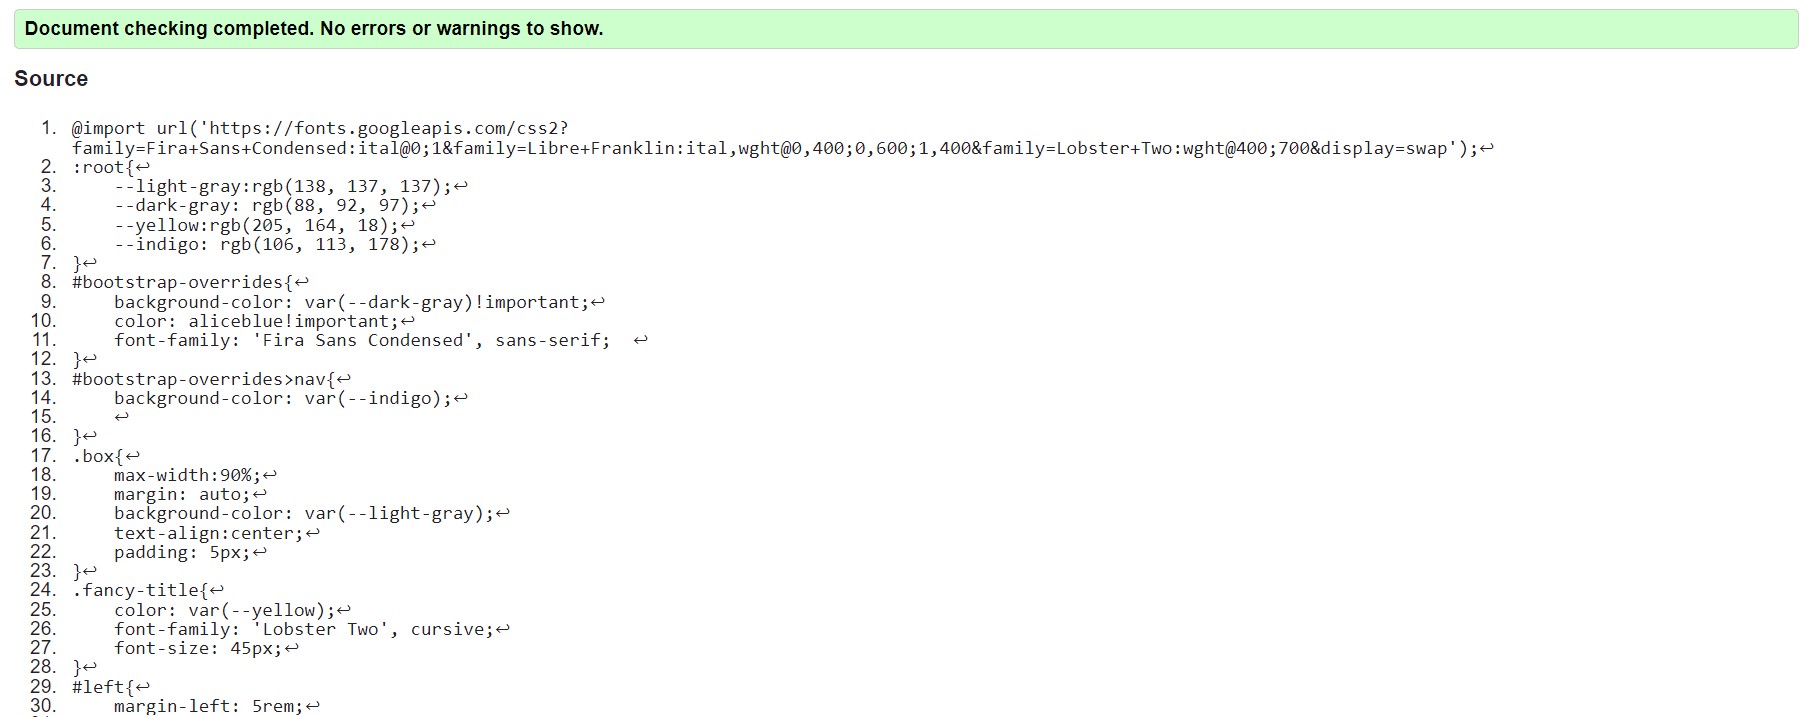 Document checking completed. No errors or warnings to show.
Source
1. @import url('https://fonts.googleapis.com/css2?
family=Fira+Sans+Condensed:ital@0;1&family=Libre+Franklin:ital,wght@0,400;0,600;1,400&family=Lobster+Two:wght@400;700&display=swap');↩
2. :root{↩
3.     --light-gray:rgb(138, 137, 137);↩
4.     --dark-gray: rgb(88, 92, 97);↩
5.     --yellow:rgb(205, 164, 18);↩
6.     --indigo: rgb(106, 113, 178);↩
7. }↩
8. #bootstrap-overrides{↩
9.     background-color: var(--dark-gray)!important;↩
10.     color: aliceblue!important;↩
11.     font-family: 'Fira Sans Condensed', sans-serif;  ↩
12. }↩
13. #bootstrap-overrides>nav{↩
14.     background-color: var(--indigo);↩
15.     ↩
16. }↩
17. .box{↩
18.     max-width:90%;↩
19.     margin: auto;↩
20.     background-color: var(--light-gray);↩
21.     text-align:center;↩
22.     padding: 5px;↩
23. }↩
24. .fancy-title{↩
25.     color: var(--yellow);↩
26.     font-family: 'Lobster Two', cursive;↩
27.     font-size: 45px;↩
28. }↩
29. #left{↩
30.     margin-left: 5rem;↩